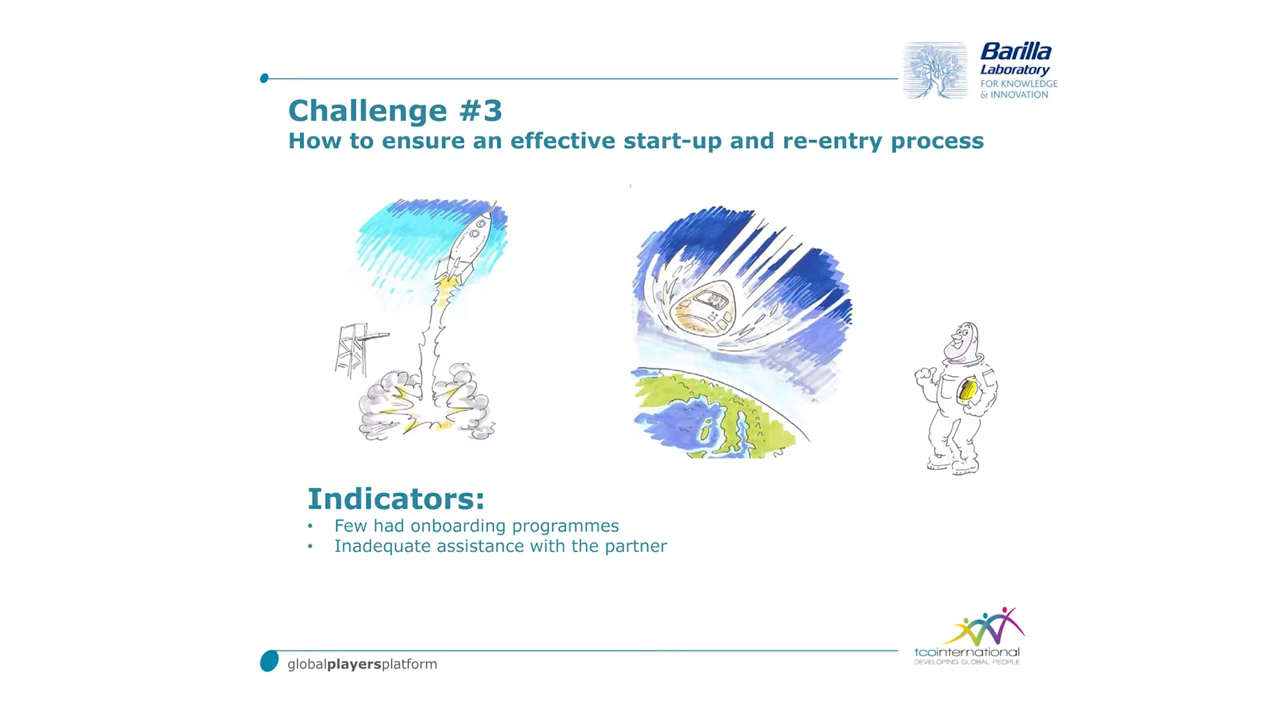 Barilla
Laboratory
FOR KNOWLEDGE
& INNOVATION
Challenge #3
How to ensure an effective start-up and re-entry process
Indicators:
• Few had onboarding programmes
• Inadequate assistance with the partner
globalplayersplatform
tcointernational
DEVELOPING GLOBAL PEOPLE